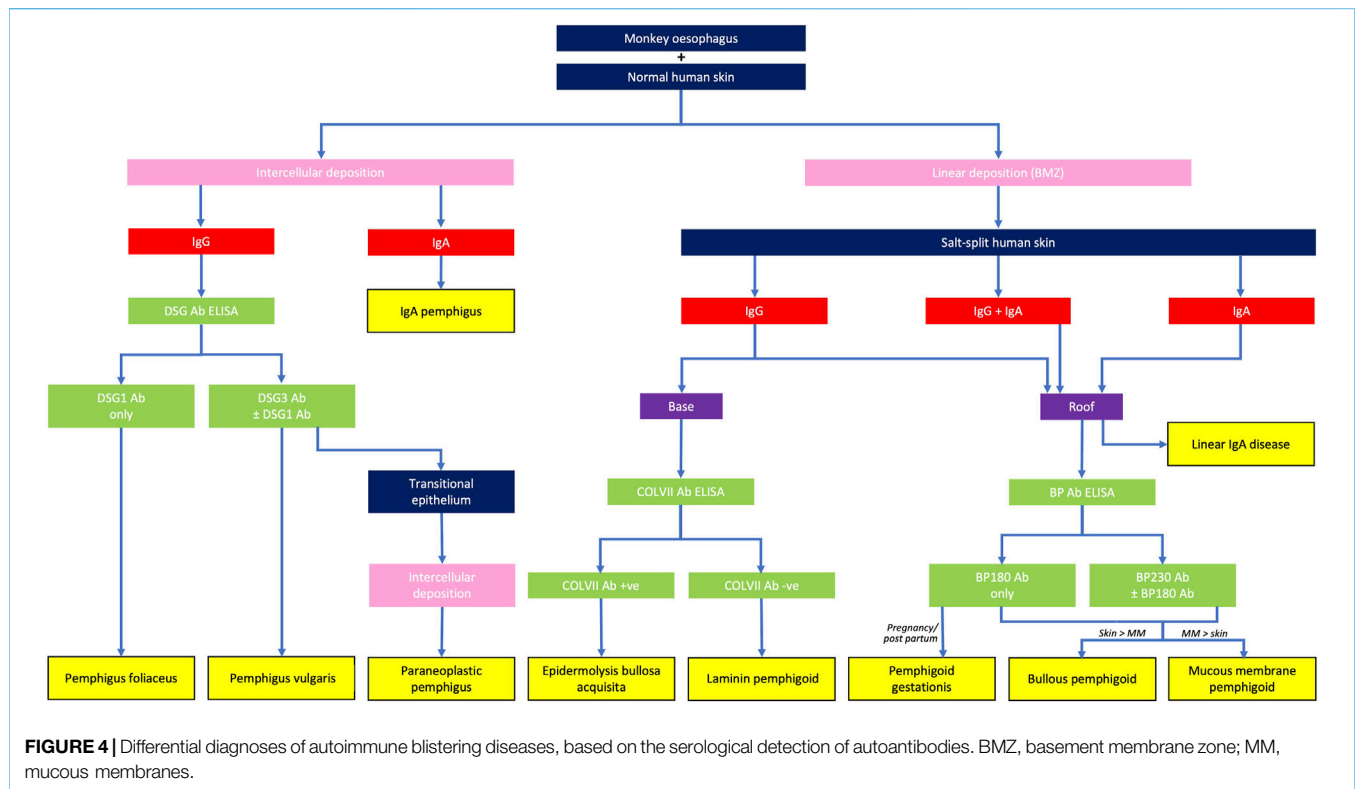 Monkey oesophagus
+
Normal human skin
Intercellular deposition
Linear deposition (BMZ)
IgG
IgA
Salt-split human skin
DSG Ab ELISA
IgA pemphigus
IgG
IgG + IgA
IgA
DSG1 Ab
only
DSG3 Ab
± DSG1 Ab
Base
Roof
Linear IgA disease
Transitional
epithelium
COLVII Ab ELISA
BP Ab ELISA
Intercellular
deposition
COLVII Ab +ve
COLVII Ab -ve
BP180 Ab
only
BP230 Ab
± BP180 Ab
Pregnancy/
post partum
Skin > MM
MM > skin
Pemphigus foliaceus
Pemphigus vulgaris
Paraneoplastic
pemphigus
Epidermolysis bullosa
acquisita
Laminin pemphigoid
Pemphigoid
gestationis
Bullous pemphigoid
Mucous membrane
pemphigoid
FIGURE 4 | Differential diagnoses of autoimmune blistering diseases, based on the serological detection of autoantibodies. BMZ, basement membrane zone; MM,
mucous membranes.